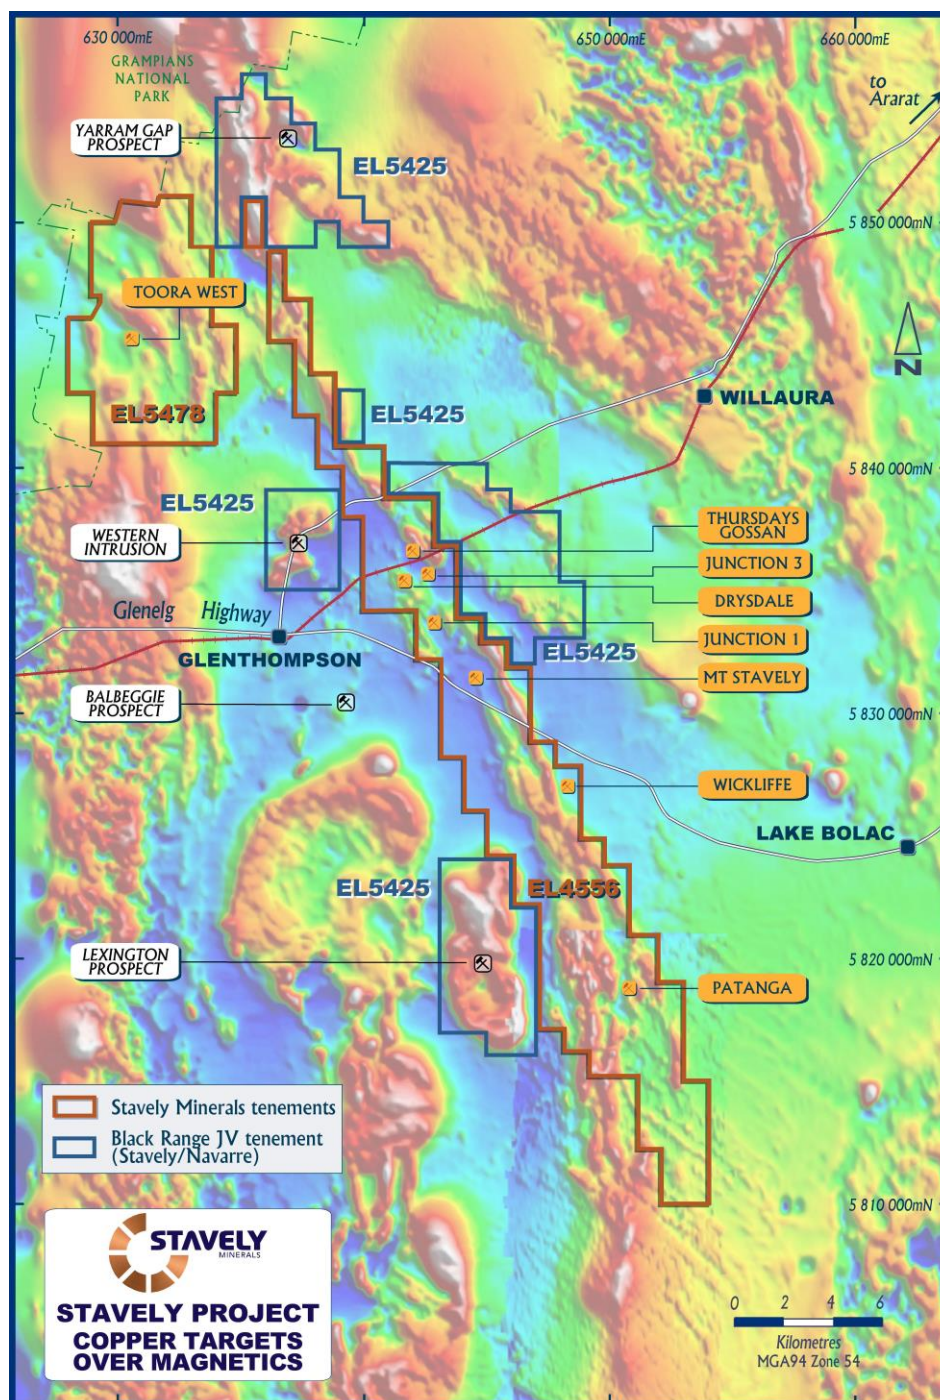 630 000mE
650 000mE
660 000mE
GRAMPIANS
NATIONAL
PARK
to
Ararat
YARRAM GAP
PROSPECT
EL5425
5 850 000mN
TOORA WEST
N
WILLAURA
EL5478
EL5425
5 840 000mN
EL5425
THURSDAYS
GOSSAN
WESTERN
INTRUSION
JUNCTION 3
DRYSDALE
Glenelg Highway
JUNCTION 1
GLENTHOMPSON
EL5425
MT STAVELY
BALBEGGIE
PROSPECT
5 830 000mN
WICKLIFFE
LAKE BOLAC
EL5425
EL4556
LEXINGTON
PROSPECT
5 820 000mN
PATANGA
Stavely Minerals tenements
Black Range JV tenement
(Stavely/Navarre)
5 810 000mN
STAVELY
MINERALS
STAVELY PROJECT
COPPER TARGETS
OVER MAGNETICS
0 2 4 6
Kilometres
MGA94 Zone 54